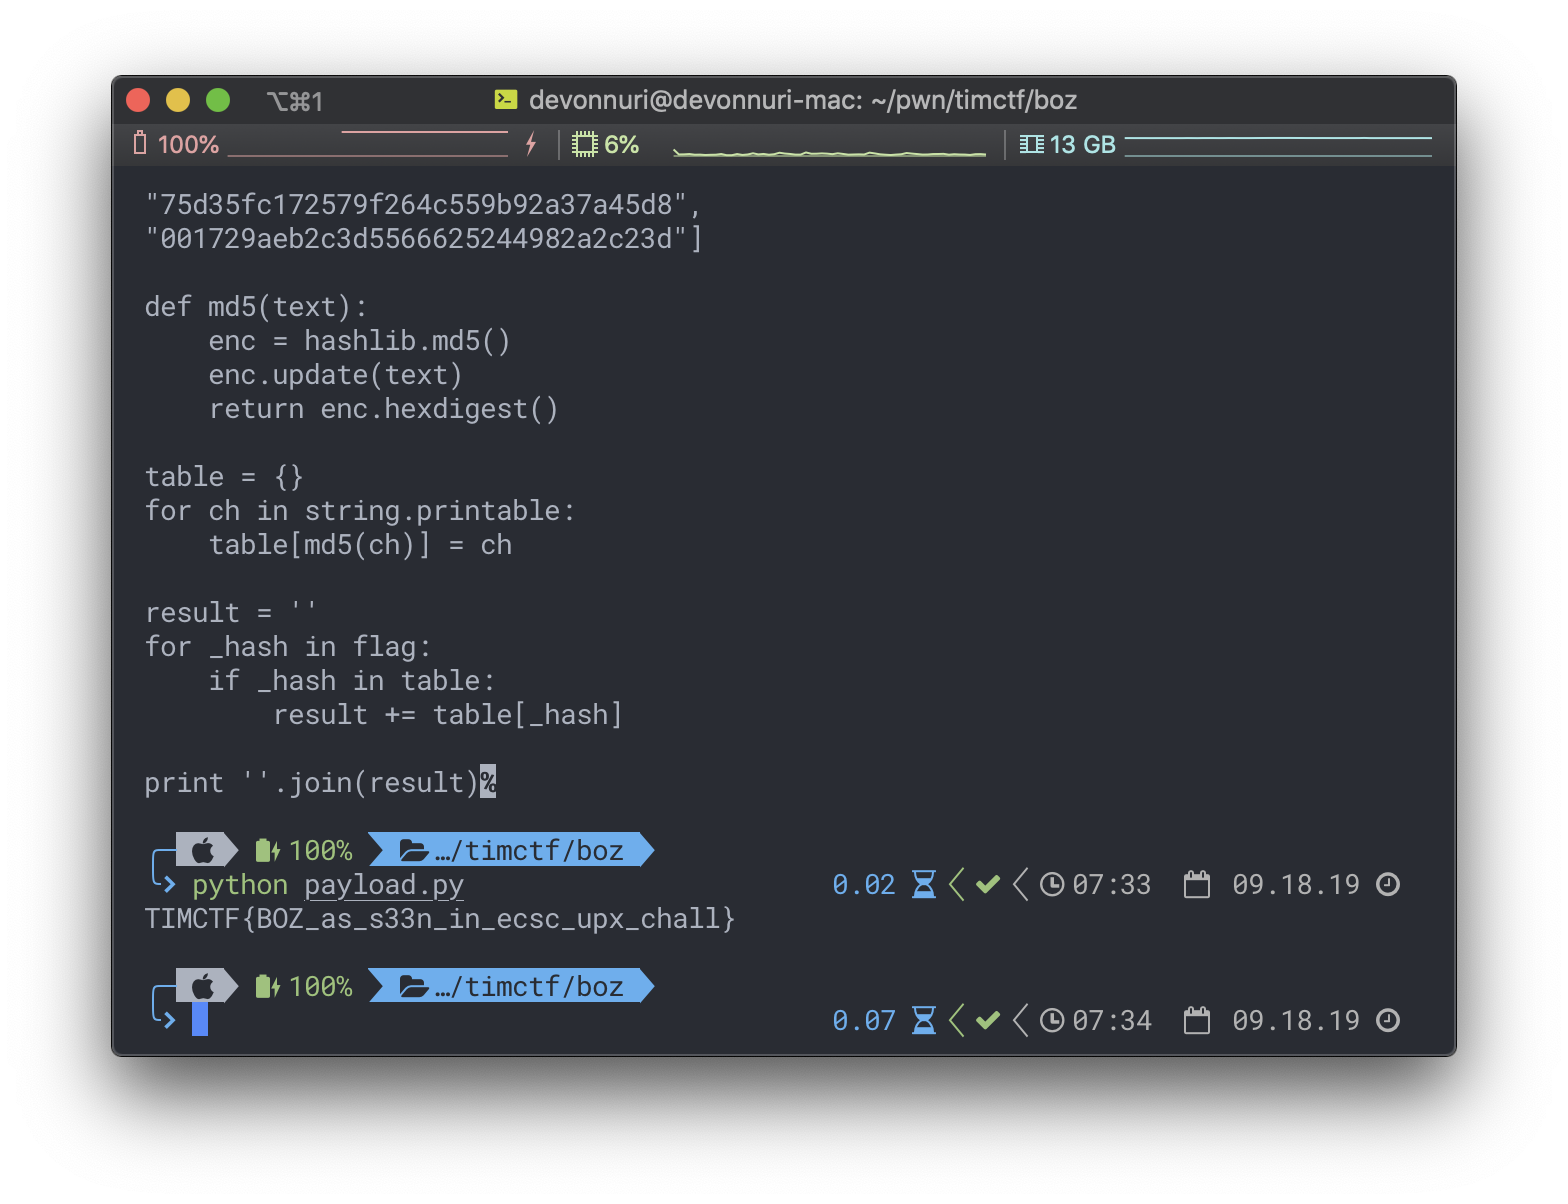 ⌥⌘1 devonnuri@devonnuri-mac: ~/pwn/timctf/boz
100% 6% 13 GB
"75d35fc172579f264c559b92a37a45d8",
"001729aeb2c3d5566625244982a2c23d"]
def md5(text):
    enc = hashlib.md5()
    enc.update(text)
    return enc.hexdigest()
table = {}
for ch in string.printable:
    table[md5(ch)] = ch
result = ''
for _hash in flag:
    if _hash in table:
        result += table[_hash]
print ''.join(result)%
100% …/timctf/boz
python payload.py 0.02 07:33 09.18.19
TIMCTF{BOZ_as_s33n_in_ecsc_upx_chall}
100% …/timctf/boz
0.07 07:34 09.18.19